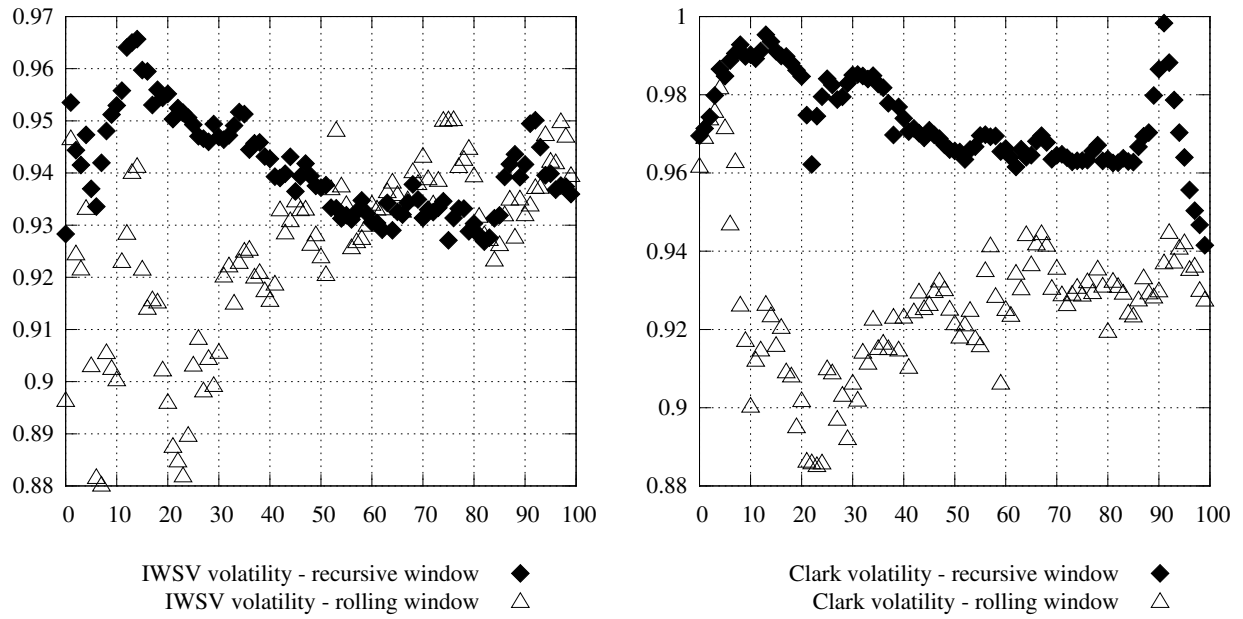 0.97
0.96
0.95
0.94
0.93
0.92
0.91
0.9
0.89
0.88
0 10 20 30 40 50 60 70 80 90 100
IWSV volatility - recursive window
IWSV volatility - rolling window
1
0.98
0.96
0.94
0.92
0.9
0.88
0 10 20 30 40 50 60 70 80 90 100
Clark volatility - recursive window
Clark volatility - rolling window